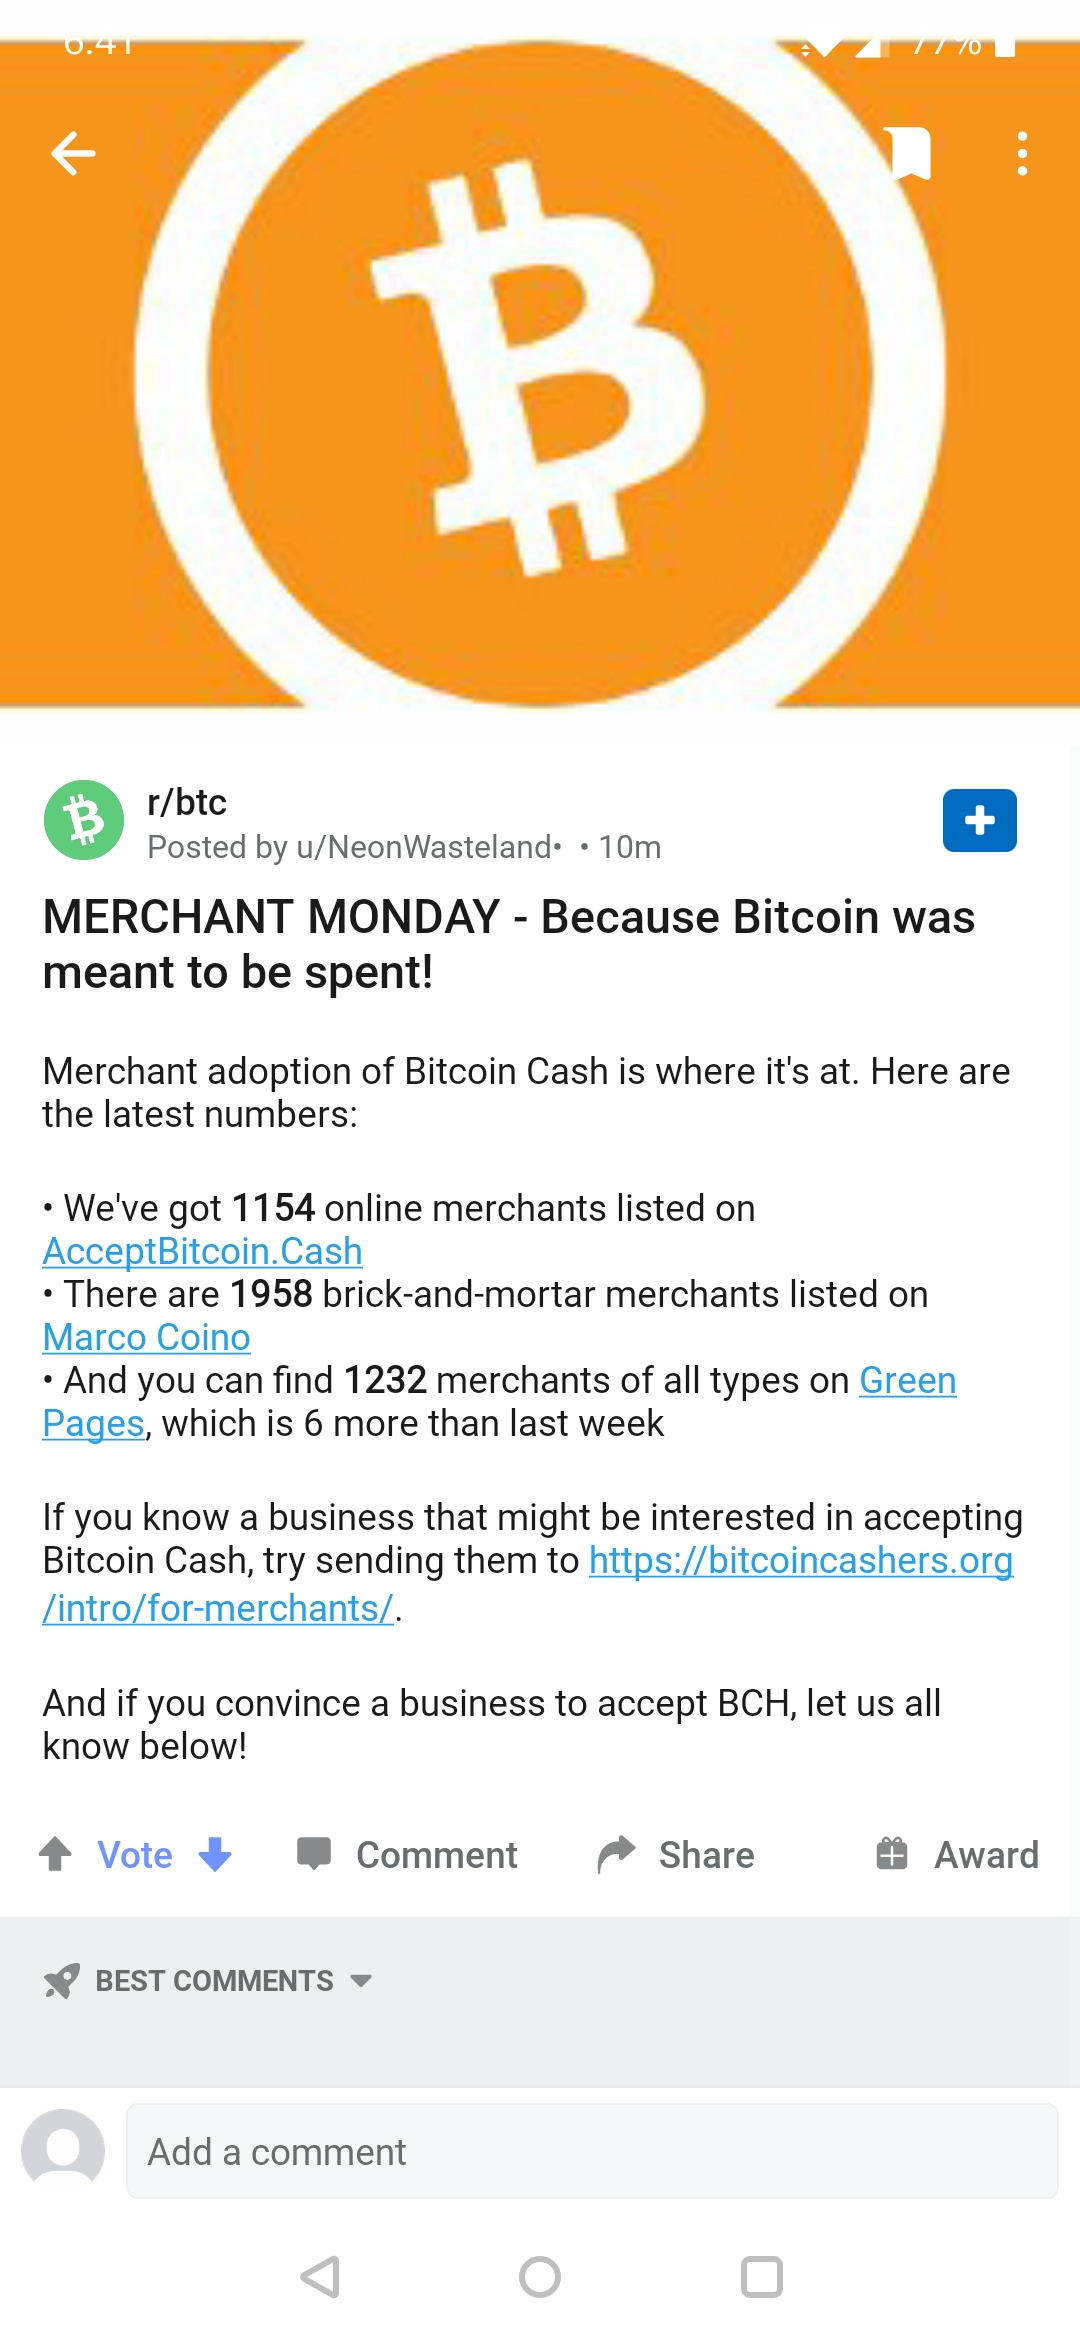 6:41
77%
r/btc
Posted by u/NeonWasteland• • 10m
MERCHANT MONDAY - Because Bitcoin was
meant to be spent!
Merchant adoption of Bitcoin Cash is where it's at. Here are
the latest numbers:
• We've got 1154 online merchants listed on
AcceptBitcoin.Cash
• There are 1958 brick-and-mortar merchants listed on
Marco Coino
• And you can find 1232 merchants of all types on Green
Pages, which is 6 more than last week
If you know a business that might be interested in accepting
Bitcoin Cash, try sending them to https://bitcoincashers.org
/intro/for-merchants/.
And if you convince a business to accept BCH, let us all
know below!
Vote
Comment
Share
Award
BEST COMMENTS
Add a comment